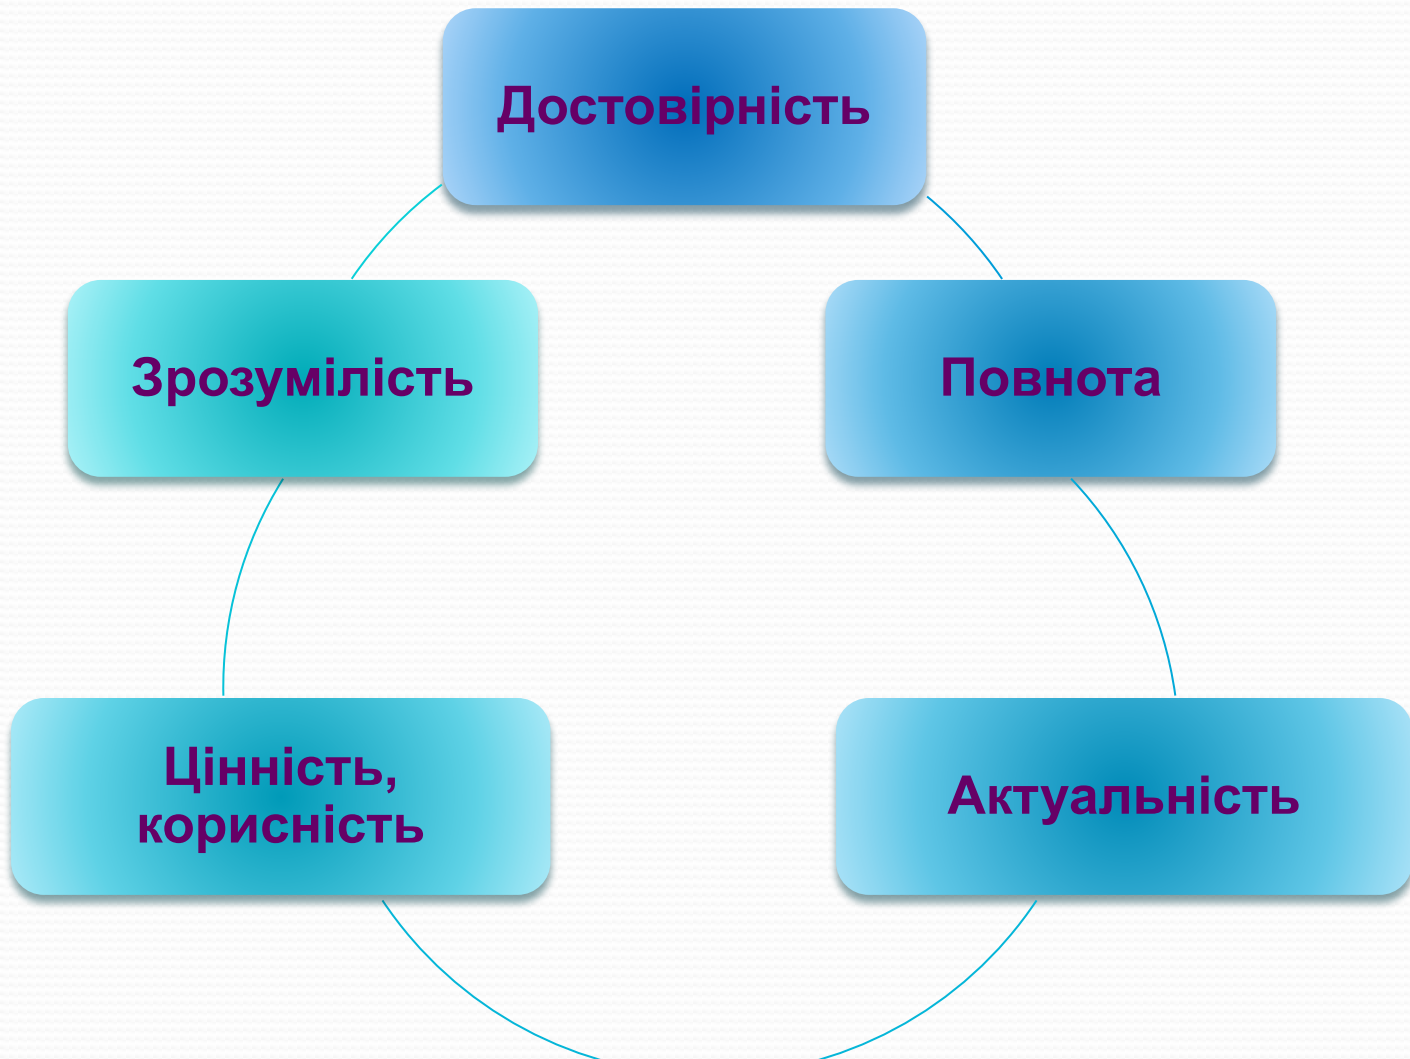 Достовірність
Зрозумілість
Повнота
Цінність,
корисність
Актуальність